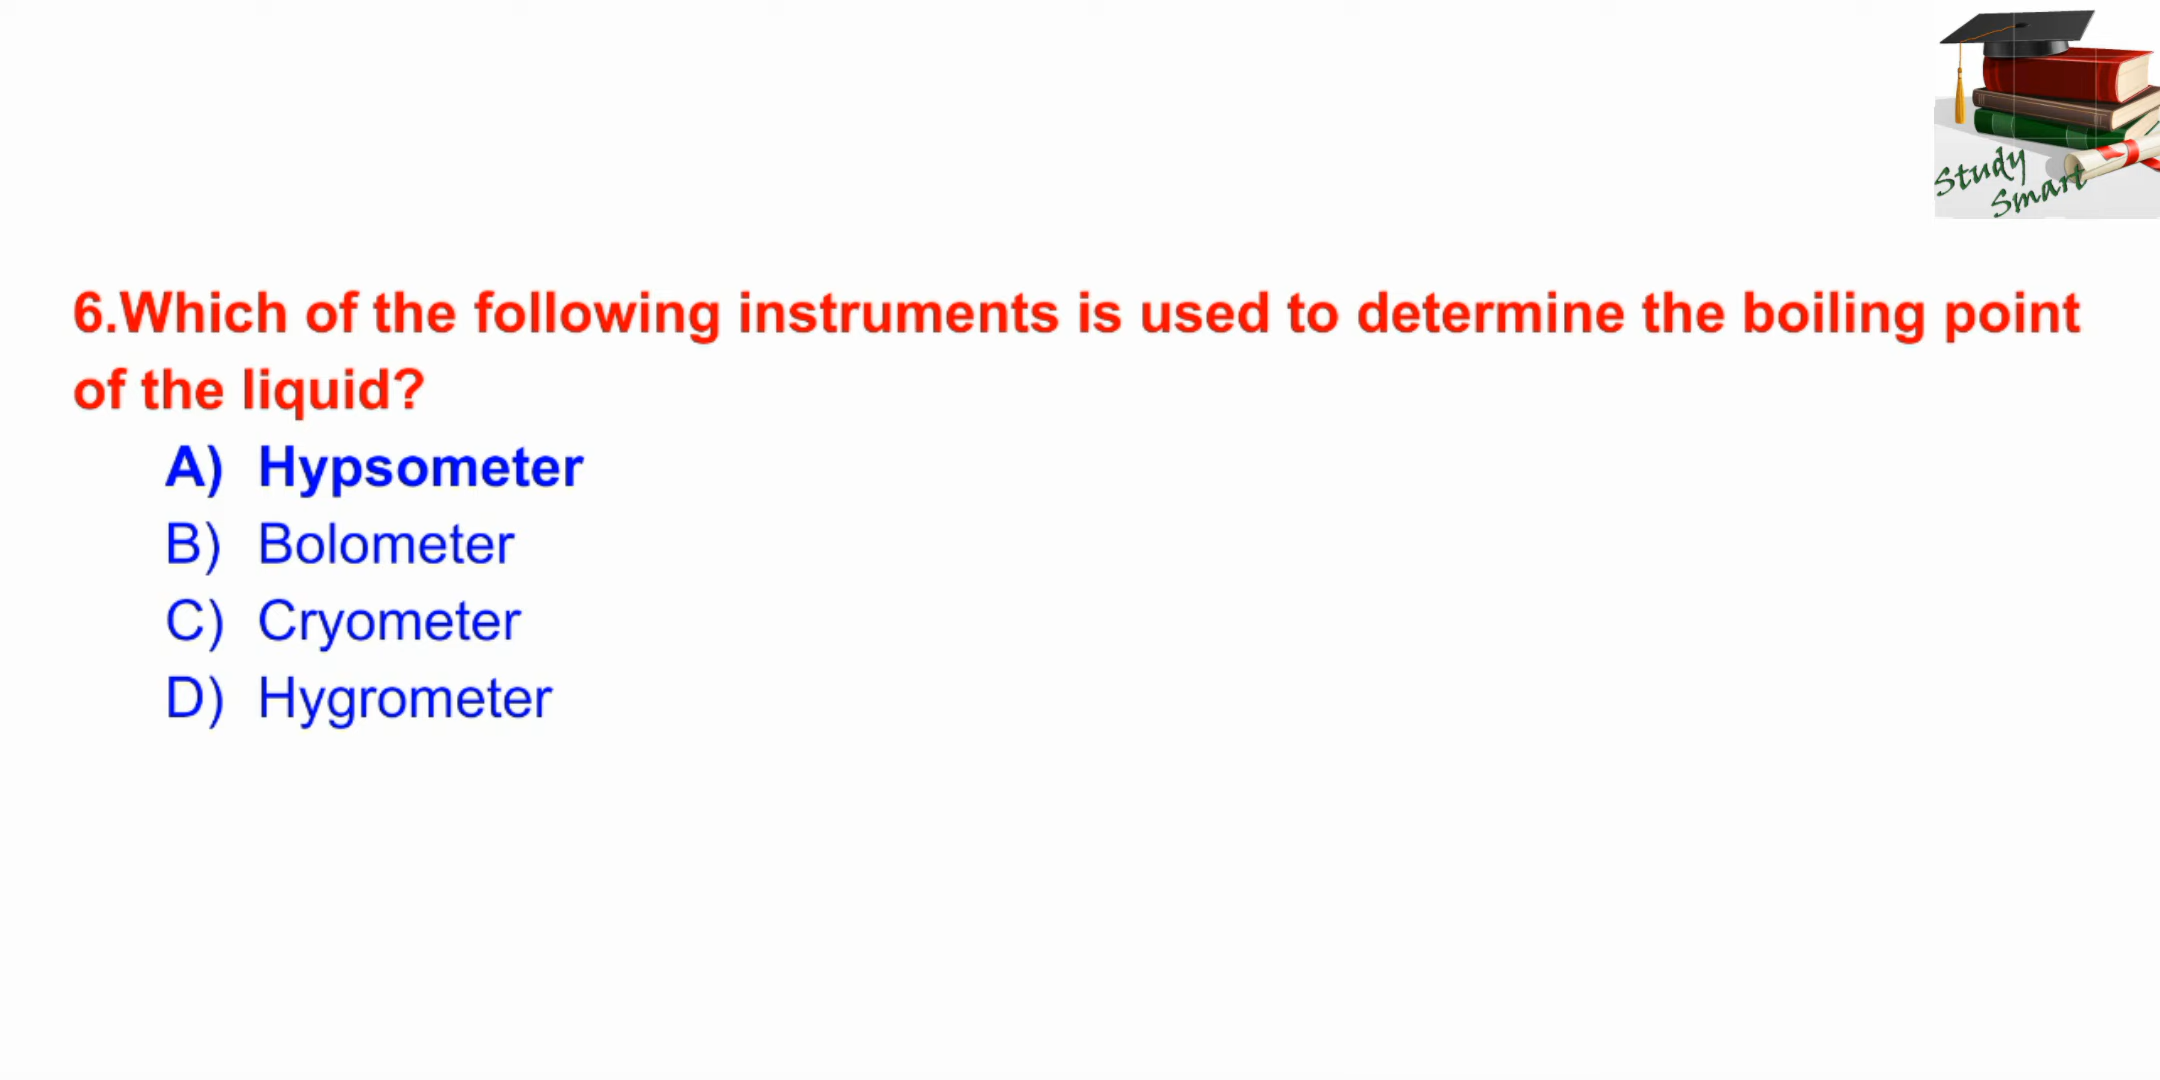 Study
Smart
6.Which of the following instruments is used to determine the boiling point
of the liquid?
A) Hypsometer
B) Bolometer
C) Cryometer
D) Hygrometer